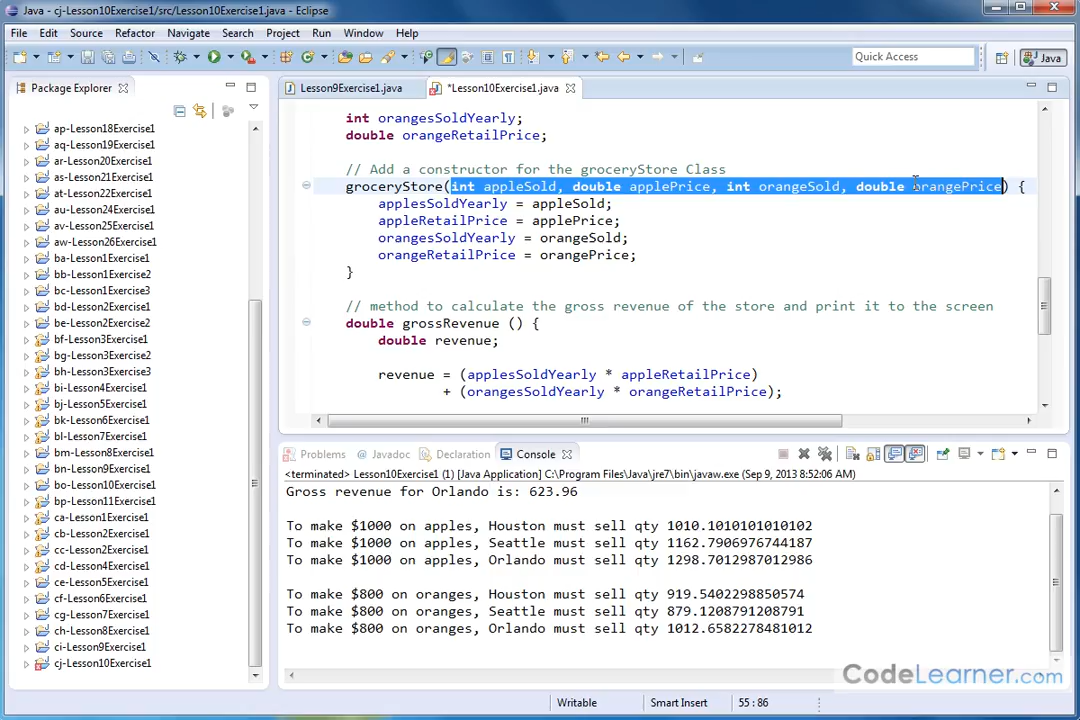 Java - cj-Lesson10Exercise1/src/Lesson10Exercise1.java - Eclipse
File Edit Source Refactor Navigate Search Project Run Window Help
Quick Access
Java
Package Explorer
ap-Lesson18Exercise1
aq-Lesson19Exercise1
ar-Lesson20Exercise1
as-Lesson21Exercise1
at-Lesson22Exercise1
au-Lesson24Exercise1
av-Lesson25Exercise1
aw-Lesson26Exercise1
ba-Lesson1Exercise1
bb-Lesson1Exercise2
bc-Lesson1Exercise3
bd-Lesson2Exercise1
be-Lesson2Exercise2
bf-Lesson3Exercise1
bg-Lesson3Exercise2
bh-Lesson3Exercise3
bi-Lesson4Exercise1
bj-Lesson5Exercise1
bk-Lesson6Exercise1
bl-Lesson7Exercise1
bm-Lesson8Exercise1
bn-Lesson9Exercise1
bo-Lesson10Exercise1
bp-Lesson11Exercise1
ca-Lesson1Exercise1
cb-Lesson2Exercise1
cc-Lesson2Exercise2
cd-Lesson4Exercise1
ce-Lesson5Exercise1
cf-Lesson6Exercise1
cg-Lesson7Exercise1
ch-Lesson8Exercise1
ci-Lesson9Exercise1
cj-Lesson10Exercise1
Lesson9Exercise1.java *Lesson10Exercise1.java
int orangesSoldYearly;
double orangeRetailPrice;
// Add a constructor for the groceryStore Class
groceryStore(int appleSold, double applePrice, int orangeSold, double orangePrice) {
applesSoldYearly = appleSold;
appleRetailPrice = applePrice;
orangesSoldYearly = orangeSold;
orangeRetailPrice = orangePrice;
}
// method to calculate the gross revenue of the store and print it to the screen
double grossRevenue () {
double revenue;
revenue = (applesSoldYearly * appleRetailPrice)
+ (orangesSoldYearly * orangeRetailPrice);
Problems Javadoc Declaration Console
<terminated> Lesson10Exercise1 (1) [Java Application] C:\Program Files\Java\jre7\bin\javaw.exe (Sep 9, 2013 8:52:06 AM)
Gross revenue for Orlando is: 623.96
To make $1000 on apples, Houston must sell qty 1010.1010101010102
To make $1000 on apples, Seattle must sell qty 1162.7906976744187
To make $1000 on apples, Orlando must sell qty 1298.7012987012986
To make $800 on oranges, Houston must sell qty 919.5402298850574
To make $800 on oranges, Seattle must sell qty 879.1208791208791
To make $800 on oranges, Orlando must sell qty 1012.6582278481012
CodeLearner.com
Writable Smart Insert 55 : 86